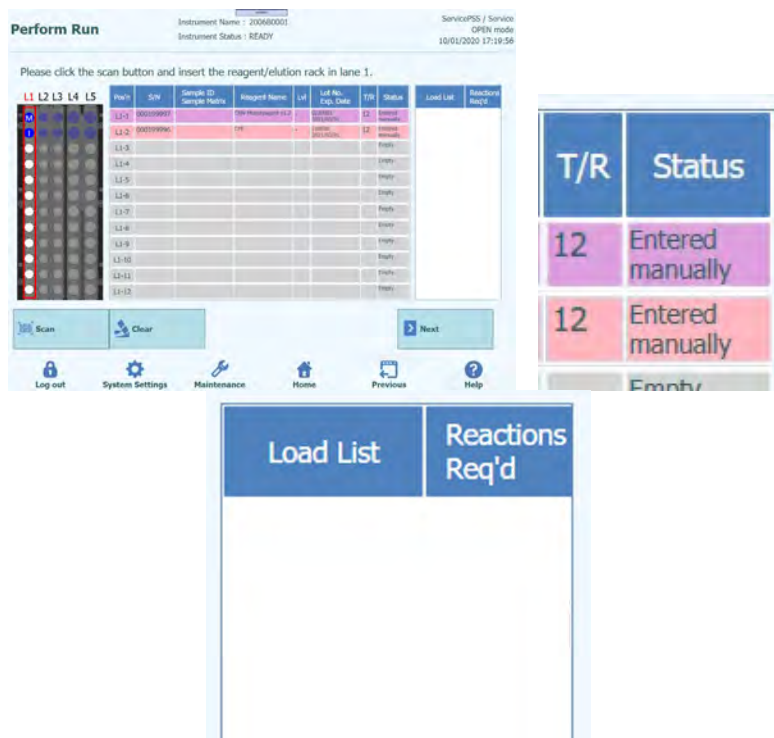 Instrument Name : 200680001
ServicePSS / Service
Perform Run
OPEN mode
Instrument Status : READY
10/01/2020 17:19:56
Please click the scan button and insert the reagent/elution rack in lane 1.
L1 L2 L3 L4 L5
Pos'n S/N Sample ID Sample Matrix Reagent Name Lvl Lot No. Exp. Date T/R Status
Load List Reactions Req'd
M L1-1 000399997 12 Entered manually
I L1-2 000399996 12 Entered manually
L1-3 Empty
L1-4 Empty
L1-5 Empty
L1-6 Empty
L1-7 Empty
L1-8 Empty
L1-9 Empty
L1-10 Empty
L1-11 Empty
L1-12 Empty
Scan Clear Next
Log out System Settings Maintenance Home Previous Help
T/R Status
12 Entered
manually
12 Entered
manually
Empty
Load List Reactions
Req'd